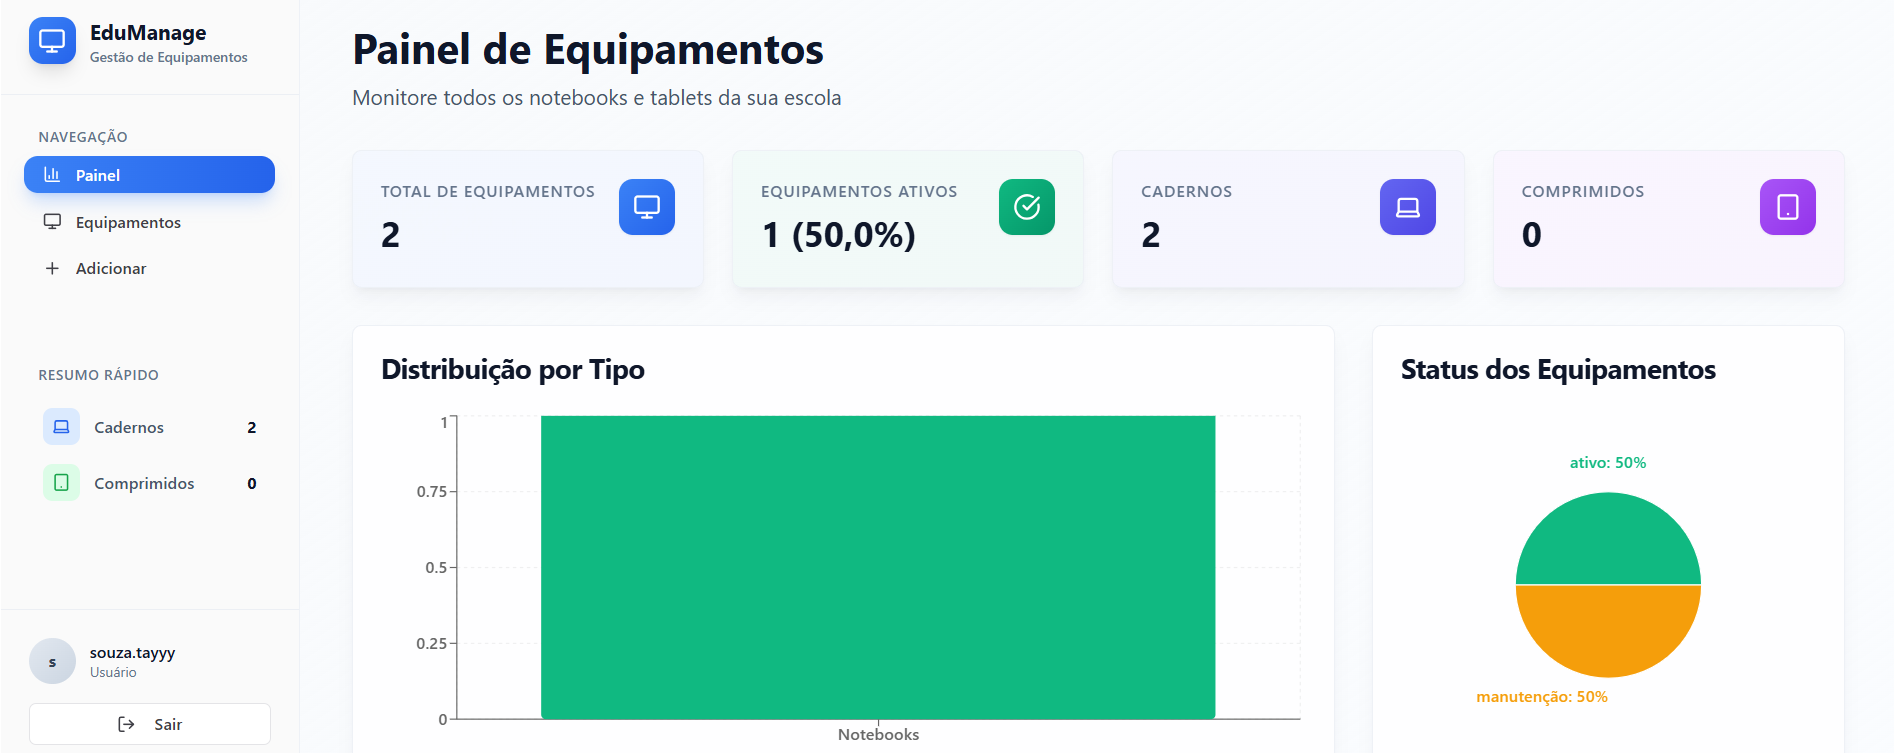 EduManage
Gestão de Equipamentos
NAVEGAÇÃO
Painel
Equipamentos
Adicionar
RESUMO RÁPIDO
Cadernos 2
Comprimidos 0
s
souza.tayyy
Usuário
Sair
Painel de Equipamentos
Monitore todos os notebooks e tablets da sua escola
TOTAL DE EQUIPAMENTOS
2
EQUIPAMENTOS ATIVOS
1 (50,0%)
CADERNOS
2
COMPRIMIDOS
0
Distribuição por Tipo
1
0.75
0.5
0.25
0
Notebooks
Status dos Equipamentos
ativo: 50%
manutenção: 50%